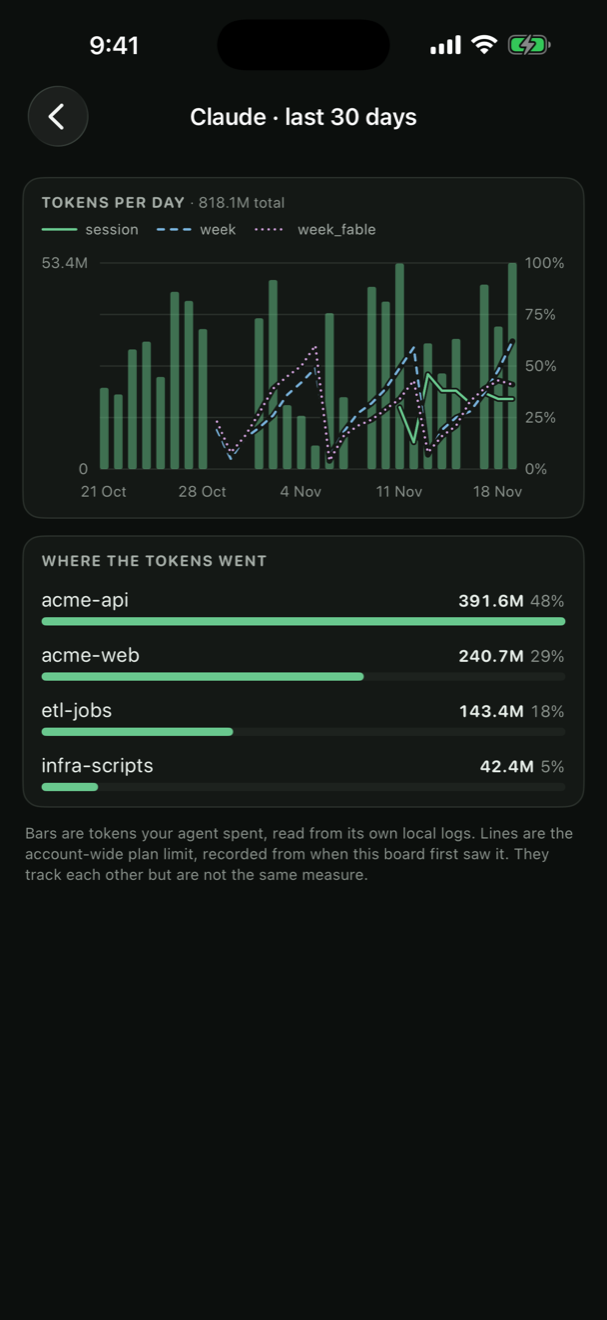 9:41
Claude · last 30 days
TOKENS PER DAY · 818.1M total
session week week_fable
53.4M 100%
75%
50%
25%
0 0%
21 Oct 28 Oct 4 Nov 11 Nov 18 Nov
WHERE THE TOKENS WENT
acme-api 391.6M 48%
acme-web 240.7M 29%
etl-jobs 143.4M 18%
infra-scripts 42.4M 5%
Bars are tokens your agent spent, read from its own local logs. Lines are the
account-wide plan limit, recorded from when this board first saw it. They
track each other but are not the same measure.